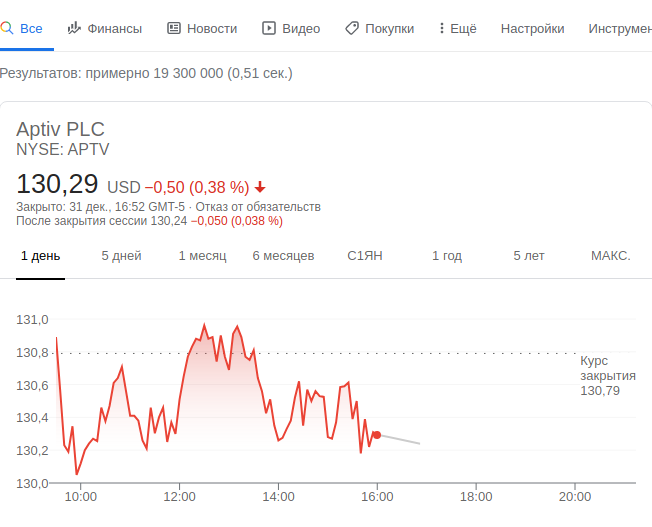 Все Финансы Новости Видео Покупки Ещё Настройки Инструмен
Результатов: примерно 19 300 000 (0,51 сек.)
Aptiv PLC
NYSE: APTV
130,29 USD −0,50 (0,38 %)
Закрыто: 31 дек., 16:52 GMT-5 · Отказ от обязательств
После закрытия сессии 130,24 −0,050 (0,038 %)
1 день 5 дней 1 месяц 6 месяцев С1ЯН 1 год 5 лет МАКС.
131,0
130,8
Курс
закрытия
130,79
130,6
130,4
130,2
130,0
10:00 12:00 14:00 16:00 18:00 20:00